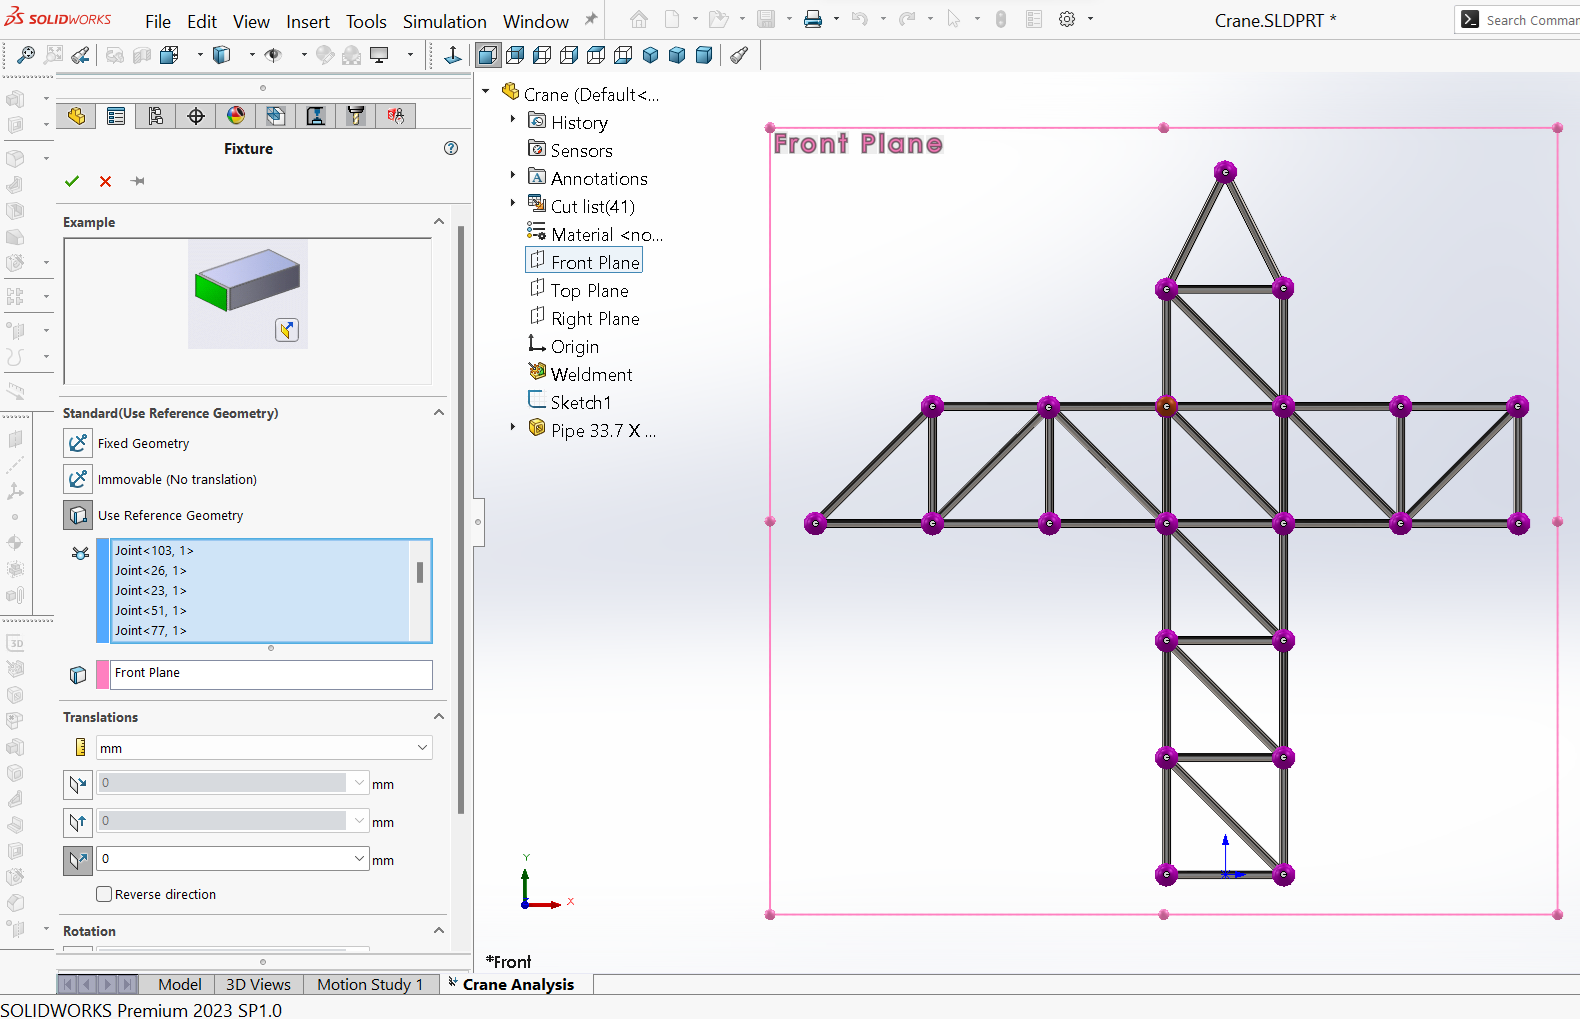 SOLIDWORKS File Edit View Insert Tools Simulation Window Crane.SLDPRT * Search Comman
Fixture
Example
Standard(Use Reference Geometry)
Fixed Geometry
Immovable (No translation)
Use Reference Geometry
Joint<103, 1>
Joint<26, 1>
Joint<23, 1>
Joint<51, 1>
Joint<77, 1>
Front Plane
Translations
mm
0 mm
0 mm
0 mm
Reverse direction
Rotation
3D
Crane (Default<...
History
Sensors
Annotations
Cut list(41)
Material <no...
Front Plane
Top Plane
Right Plane
Origin
Weldment
Sketch1
Pipe 33.7 X ...
Front Plane
Y
X
*Front
Model 3D Views Motion Study 1 Crane Analysis
SOLIDWORKS Premium 2023 SP1.0